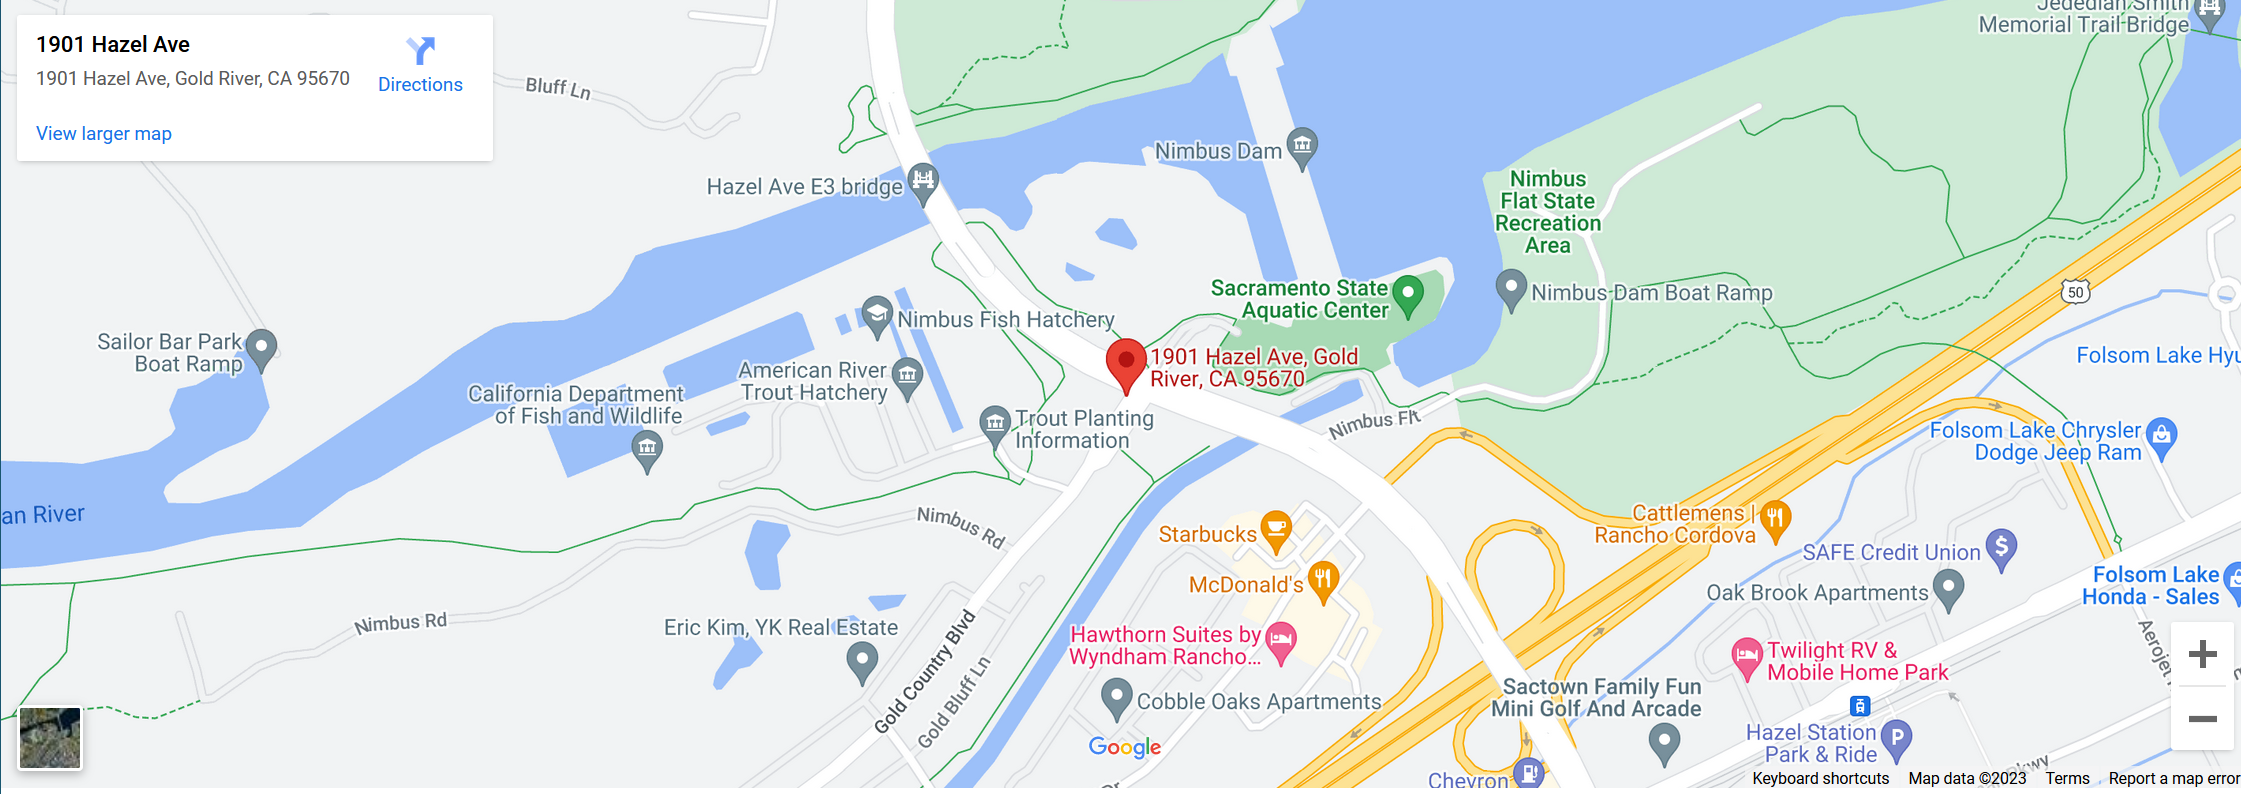 1901 Hazel Ave
1901 Hazel Ave, Gold River, CA 95670
Directions
View larger map
Bluff Ln
Jedediah Smith
Memorial Trail Bridge
Nimbus Dam
Hazel Ave E3 bridge
Nimbus
Flat State
Recreation
Area
50
Sacramento State
Aquatic Center
Nimbus Dam Boat Ramp
Nimbus Fish Hatchery
Sailor Bar Park
Boat Ramp
1901 Hazel Ave, Gold
River, CA 95670
Folsom Lake Hyu
American River
Trout Hatchery
California Department
of Fish and Wildlife
Trout Planting
Information
Nimbus Flt
Folsom Lake Chrysler
Dodge Jeep Ram
an River
Nimbus Rd
Starbucks
Cattlemens |
Rancho Cordova
SAFE Credit Union
McDonald's
Oak Brook Apartments
Folsom Lake
Honda - Sales
Nimbus Rd
Eric Kim, YK Real Estate
Gold Country Blvd
Gold Bluff Ln
Hawthorn Suites by
Wyndham Rancho...
Twilight RV &
Mobile Home Park
Aerojet
Cobble Oaks Apartments
Sactown Family Fun
Mini Golf And Arcade
Hazel Station
Park & Ride
P
Google
Chevron
Dr
okwy
Keyboard shortcuts
Map data ©2023
Terms
Report a map error